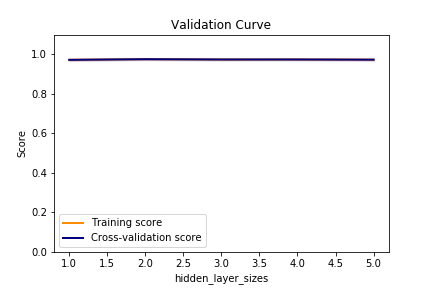 Validation Curve
1.0
0.8
0.6
0.4
0.2
0.0
Score
Training score
Cross-validation score
1.0 1.5 2.0 2.5 3.0 3.5 4.0 4.5 5.0
hidden_layer_sizes